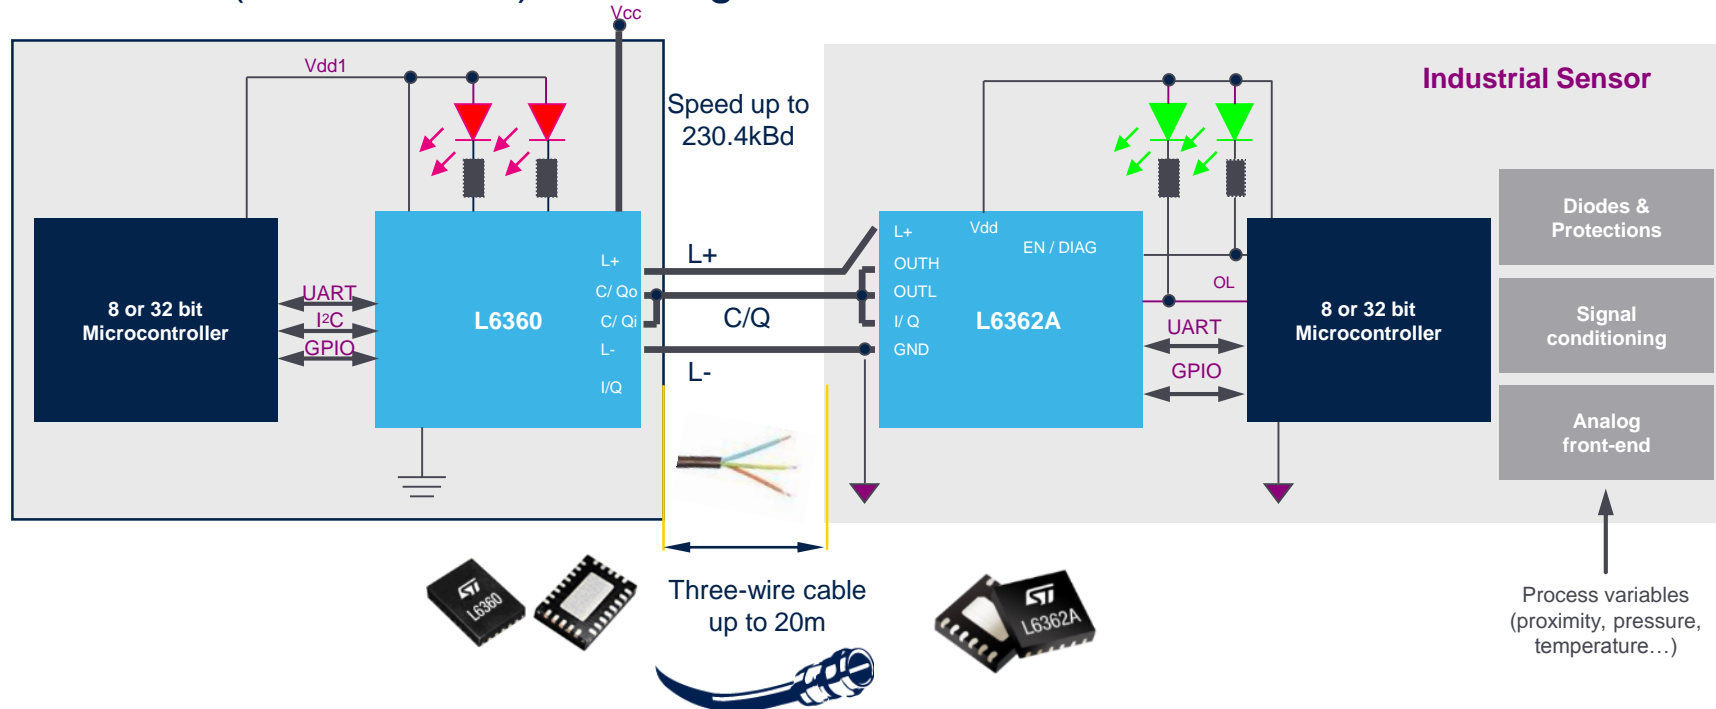 Vcc
Vdd1
Speed up to
230.4kBd
Industrial Sensor
8 or 32 bit
Microcontroller
UART
I²C
GPIO
L6360
L+
C/ Qo
C/ Qi
L-
I/Q
L+
C/Q
L-
L+
OUTH
OUTL
I/ Q
GND
Vdd
EN / DIAG
L6362A
OL
UART
GPIO
8 or 32 bit
Microcontroller
Diodes &
Protections
Signal
conditioning
Analog
front-end
Process variables
(proximity, pressure,
temperature…)
Three-wire cable
up to 20m
ST
L6360
ST
L6362A